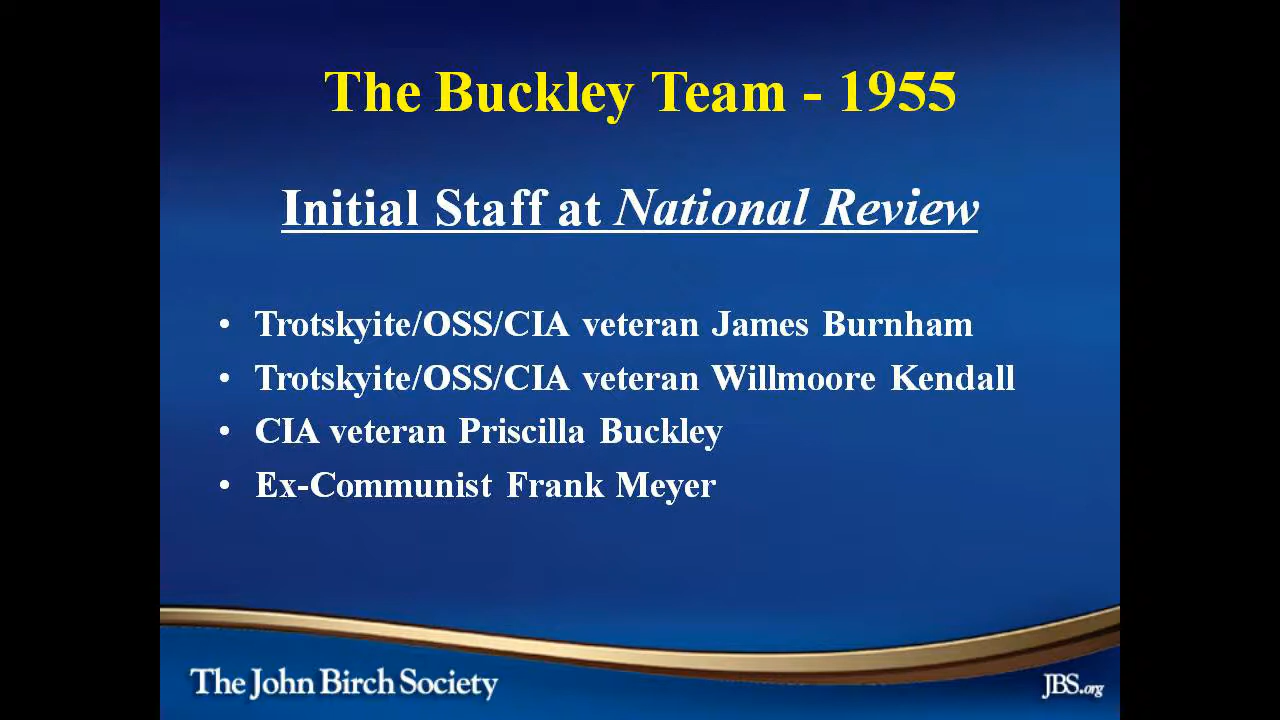 The Buckley Team - 1955
Initial Staff at National Review
• Trotskyite/OSS/CIA veteran James Burnham
• Trotskyite/OSS/CIA veteran Willmoore Kendall
• CIA veteran Priscilla Buckley
• Ex-Communist Frank Meyer
The John Birch Society
JBS.org